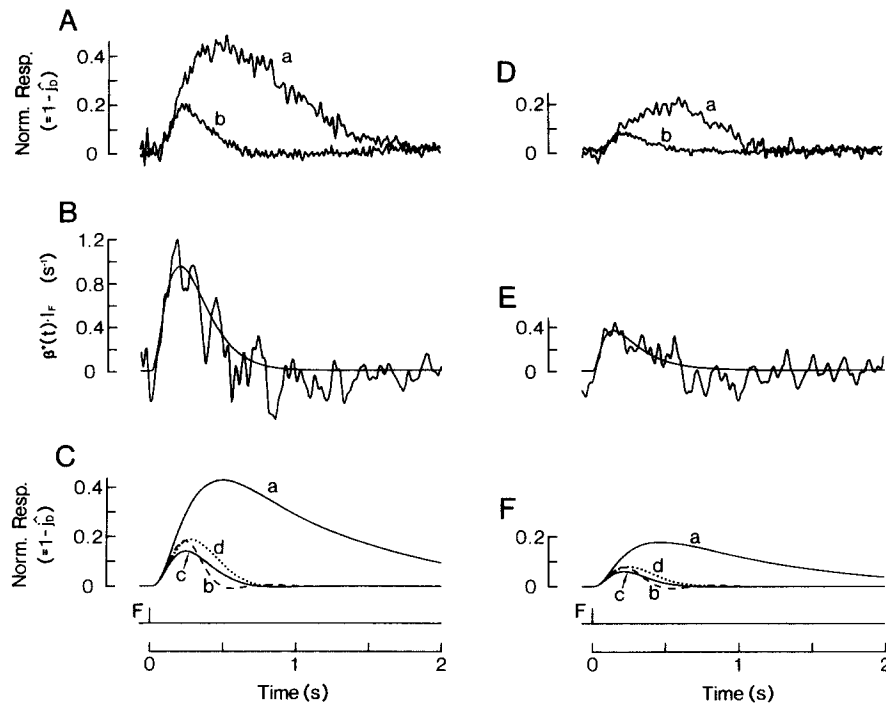 A
Norm. Resp.
(=1-ĵD)
0.4
0.2
0
a
b
D
0.2
0
a
b
B
β*(t)·IF (s⁻¹)
1.2
0.8
0.4
0
E
0.4
0
C
Norm. Resp.
(=1-ĵD)
0.4
0.2
0
a
d
c
b
F
0.2
0
a
d
c
b
F
F
0
1
2
Time (s)
0
1
2
Time (s)